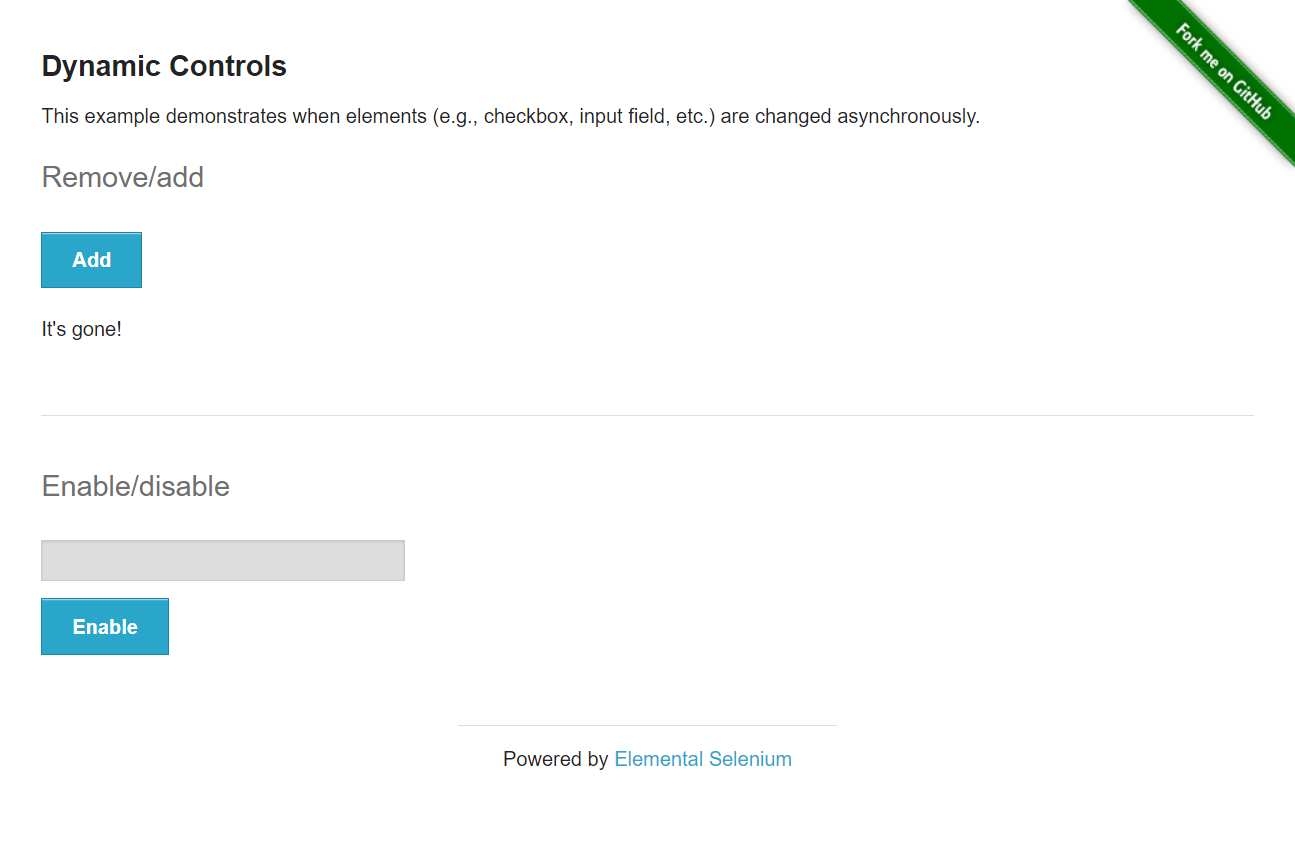 Fork me on GitHub
Dynamic Controls
This example demonstrates when elements (e.g., checkbox, input field, etc.) are changed asynchronously.
Remove/add
Add
It's gone!
Enable/disable
Enable
Powered by Elemental Selenium